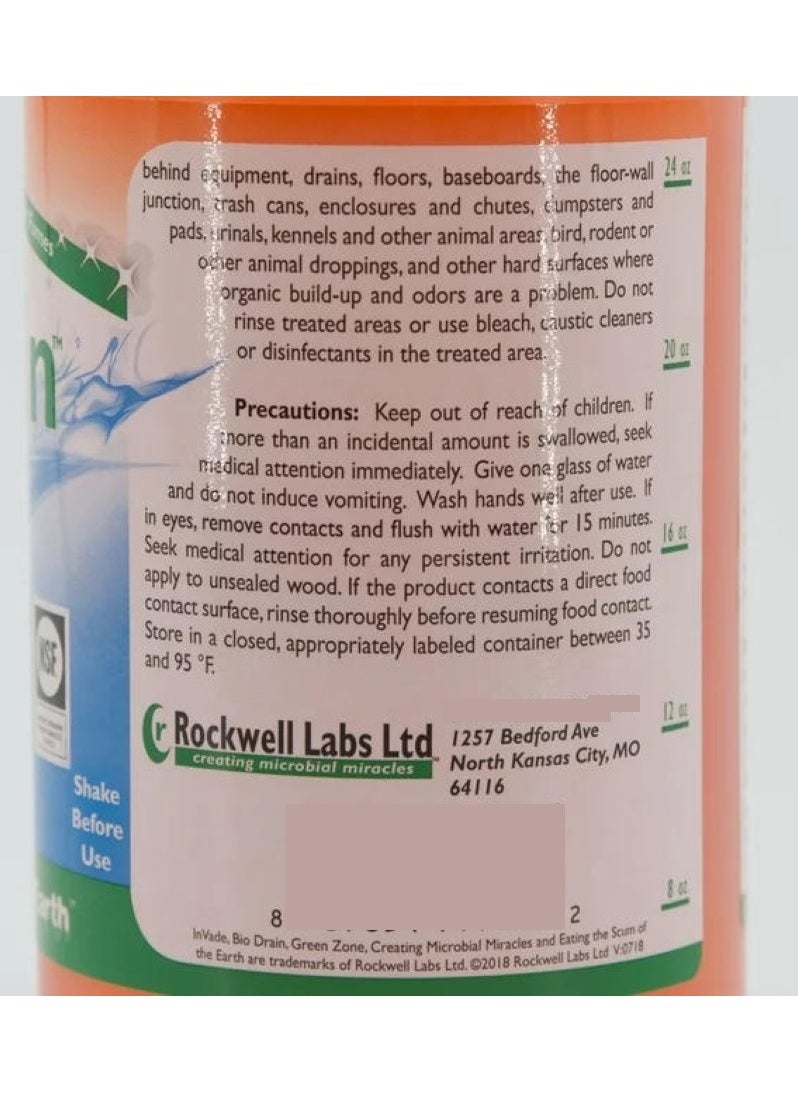 behind equipment, drains, floors, baseboards, the floor-wall
junction, trash cans, enclosures and chutes, dumpsters and
pads, urinals, kennels and other animal areas, bird, rodent or
other animal droppings, and other hard surfaces where
organic build-up and odors are a problem. Do not
rinse treated areas or use bleach, caustic cleaners
or disinfectants in the treated area.
Precautions: Keep out of reach of children. If
more than an incidental amount is swallowed, seek
medical attention immediately. Give one glass of water
and do not induce vomiting. Wash hands well after use. If
in eyes, remove contacts and flush with water for 15 minutes.
Seek medical attention for any persistent irritation. Do not
apply to unsealed wood. If the product contacts a direct food
contact surface, rinse thoroughly before resuming food contact.
Store in a closed, appropriately labeled container between 35
and 95 °F.
Rockwell Labs Ltd
creating microbial miracles
1257 Bedford Ave
North Kansas City, MO
64116
8 2
InVade, Bio Drain, Green Zone, Creating Microbial Miracles and Eating the Scum of
the Earth are trademarks of Rockwell Labs Ltd. ©2018 Rockwell Labs Ltd V:0718
24 oz
20 oz
16 oz
12 oz
8 oz
n™
NSF
Shake
Before
Use